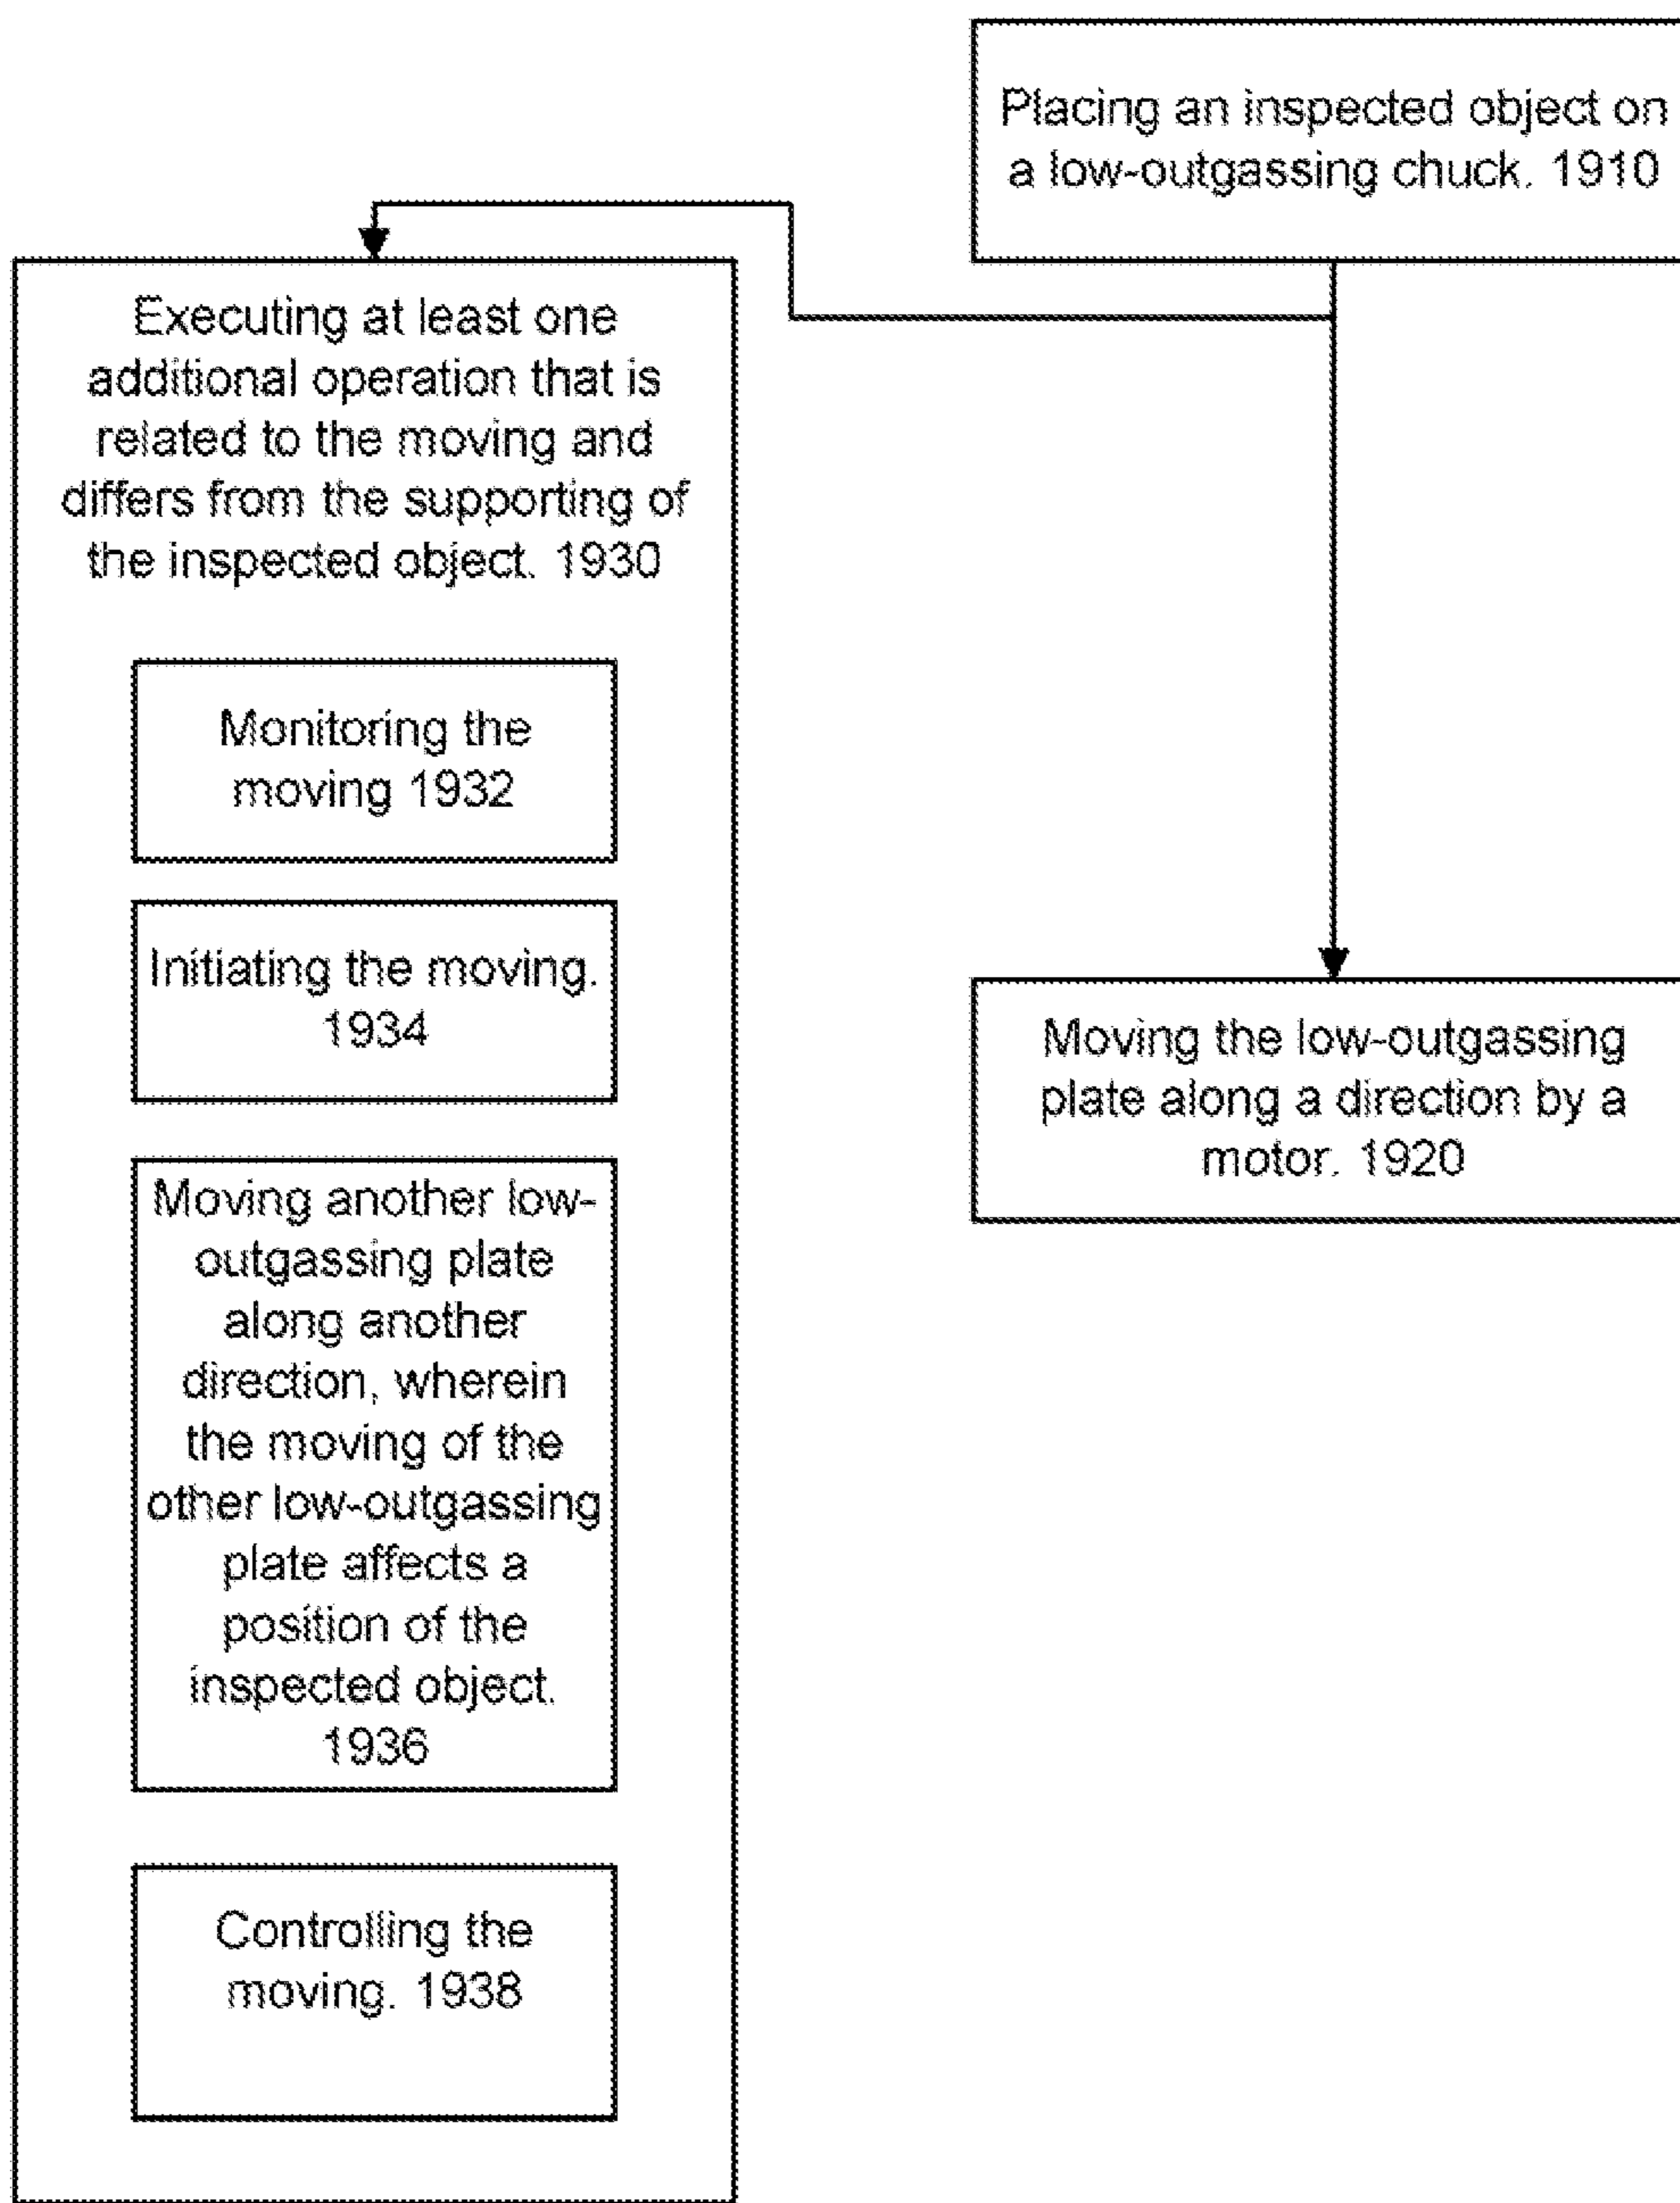 Placing an inspected object on
a low-outgassing chuck. 1910
Executing at least one
additional operation that is
related to the moving and
differs from the supporting of
the inspected object. 1930
Monitoring the
moving 1932
Initiating the moving.
1934
Moving another low-
outgassing plate
along another
direction, wherein
the moving of the
other low-outgassing
plate affects a
position of the
inspected object.
1936
Controlling the
moving. 1938
Moving the low-outgassing
plate along a direction by a
motor. 1920